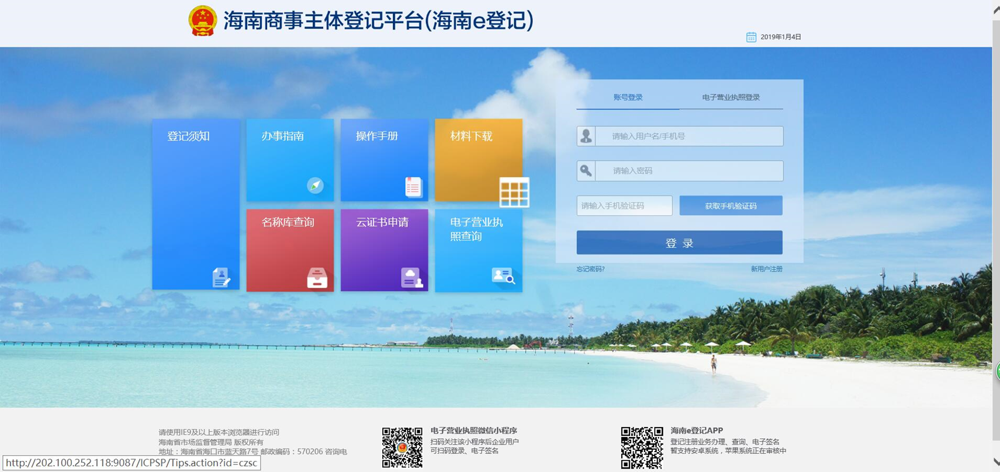 海南商事主体登记平台(海南e登记)
2019年1月4日
登记须知
办事指南
操作手册
材料下载
名称库查询
云证书申请
电子营业执
照查询
账号登录
电子营业执照登录
请输入用户名/手机号
请输入密码
请输入手机验证码
获取手机验证码
登 录
忘记密码?
新用户注册
请使用IE9及以上版本浏览器进行访问
海南省市场监督管理局 版权所有
地址：海南省海口市蓝天路7号 邮政编码：570206 咨询电
http://202.100.252.118:9087/ICPSP/Tips.action?id=czsc
电子营业执照微信小程序
扫码关注该小程序后企业用户
可扫码登录、电子签名
海南e登记APP
登记注册业务办理、查询、电子签名
暂支持安卓系统，苹果系统正在审核中